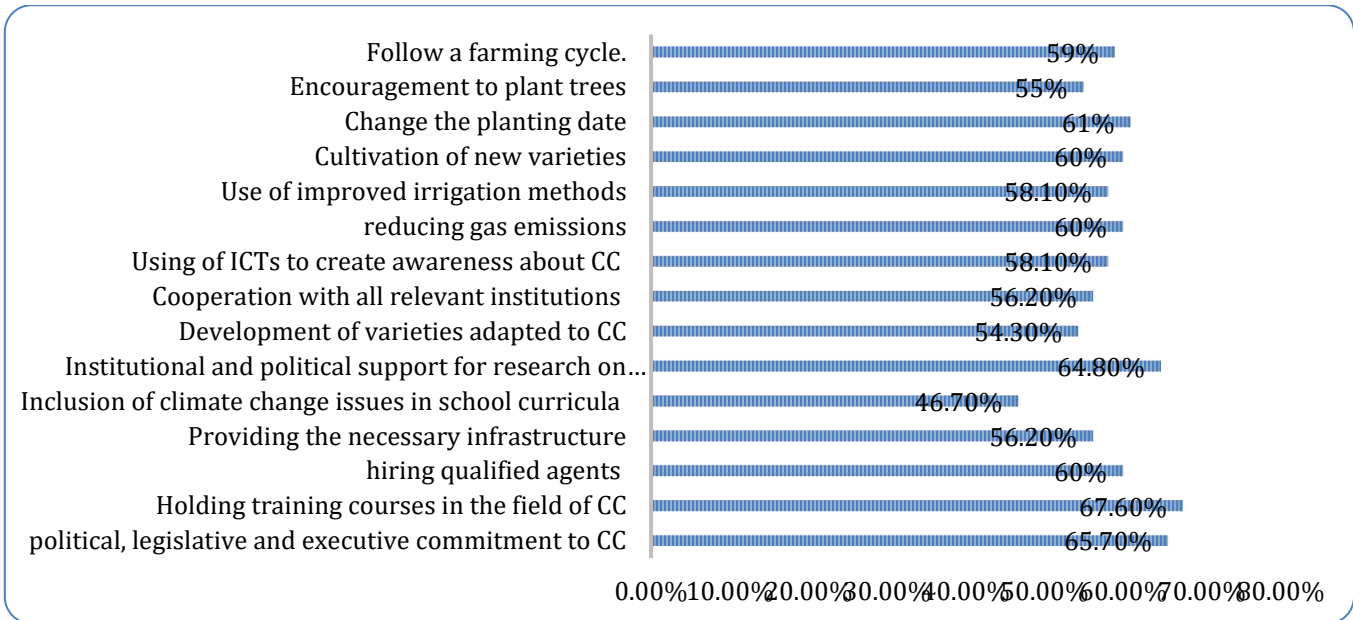 Follow a farming cycle. 59%
Encouragement to plant trees 55%
Change the planting date 61%
Cultivation of new varieties 60%
Use of improved irrigation methods 58.10%
reducing gas emissions 60%
Using of ICTs to create awareness about CC 58.10%
Cooperation with all relevant institutions 56.20%
Development of varieties adapted to CC 54.30%
Institutional and political support for research on… 64.80%
Inclusion of climate change issues in school curricula 46.70%
Providing the necessary infrastructure 56.20%
hiring qualified agents 60%
Holding training courses in the field of CC 67.60%
political, legislative and executive commitment to CC 65.70%
0.00% 10.00% 20.00% 30.00% 40.00% 50.00% 60.00% 70.00% 80.00%